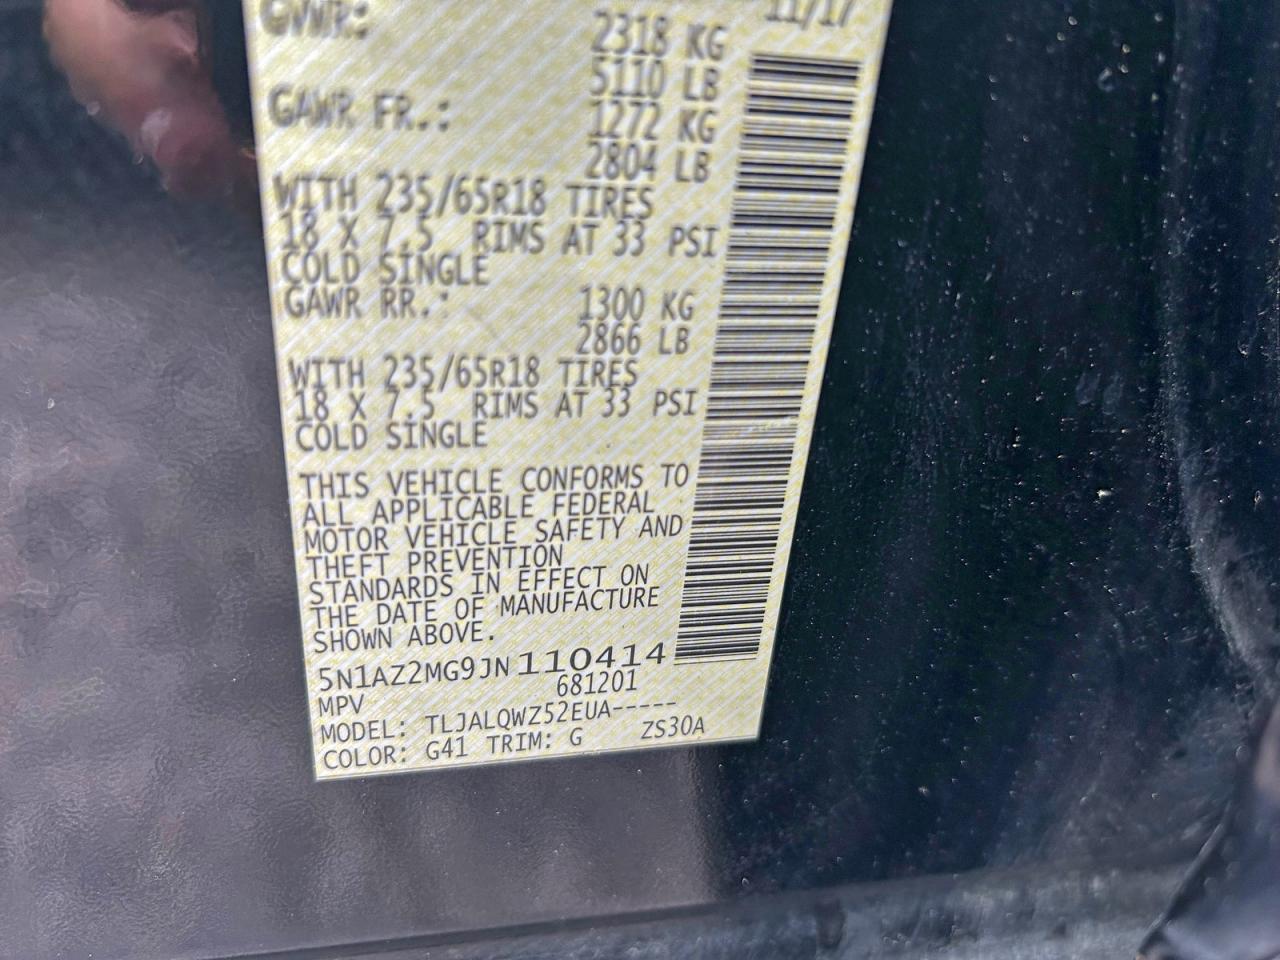 11/17
GVWR: 2318 KG
5110 LB
GAWR FR.: 1272 KG
2804 LB
WITH 235/65R18 TIRES
18 X 7.5 RIMS AT 33 PSI
COLD SINGLE
GAWR RR.: 1300 KG
2866 LB
WITH 235/65R18 TIRES
18 X 7.5 RIMS AT 33 PSI
COLD SINGLE
THIS VEHICLE CONFORMS TO
ALL APPLICABLE FEDERAL
MOTOR VEHICLE SAFETY AND
THEFT PREVENTION
STANDARDS IN EFFECT ON
THE DATE OF MANUFACTURE
SHOWN ABOVE.
5N1AZ2MG9JN110414
681201
MPV
MODEL: TLJALQWZ52EUA-----
COLOR: G41 TRIM: G ZS30A